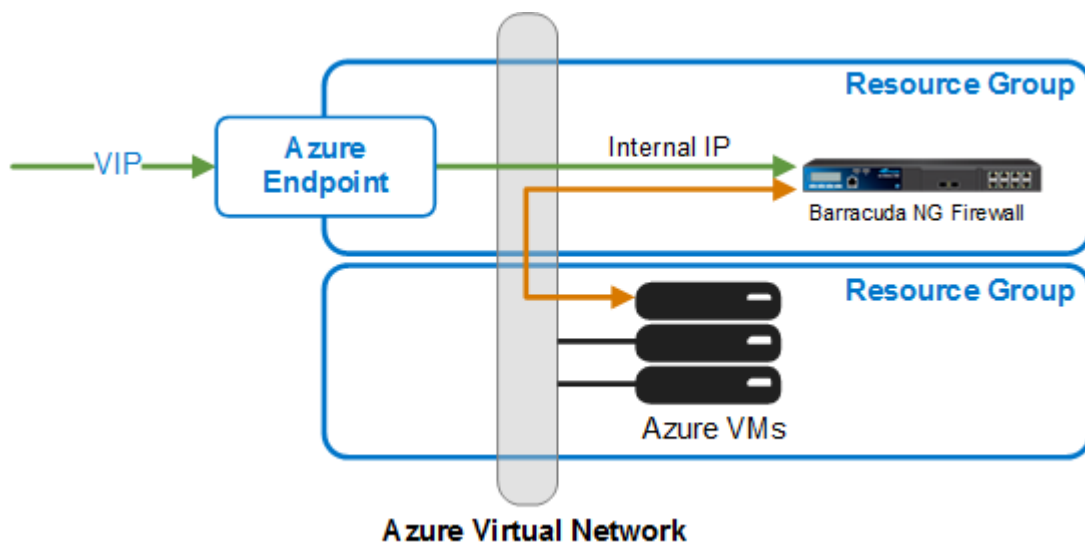 Resource Group
VIP
Azure
Endpoint
Internal IP
Barracuda NG Firewall
Resource Group
Azure VMs
Azure Virtual Network